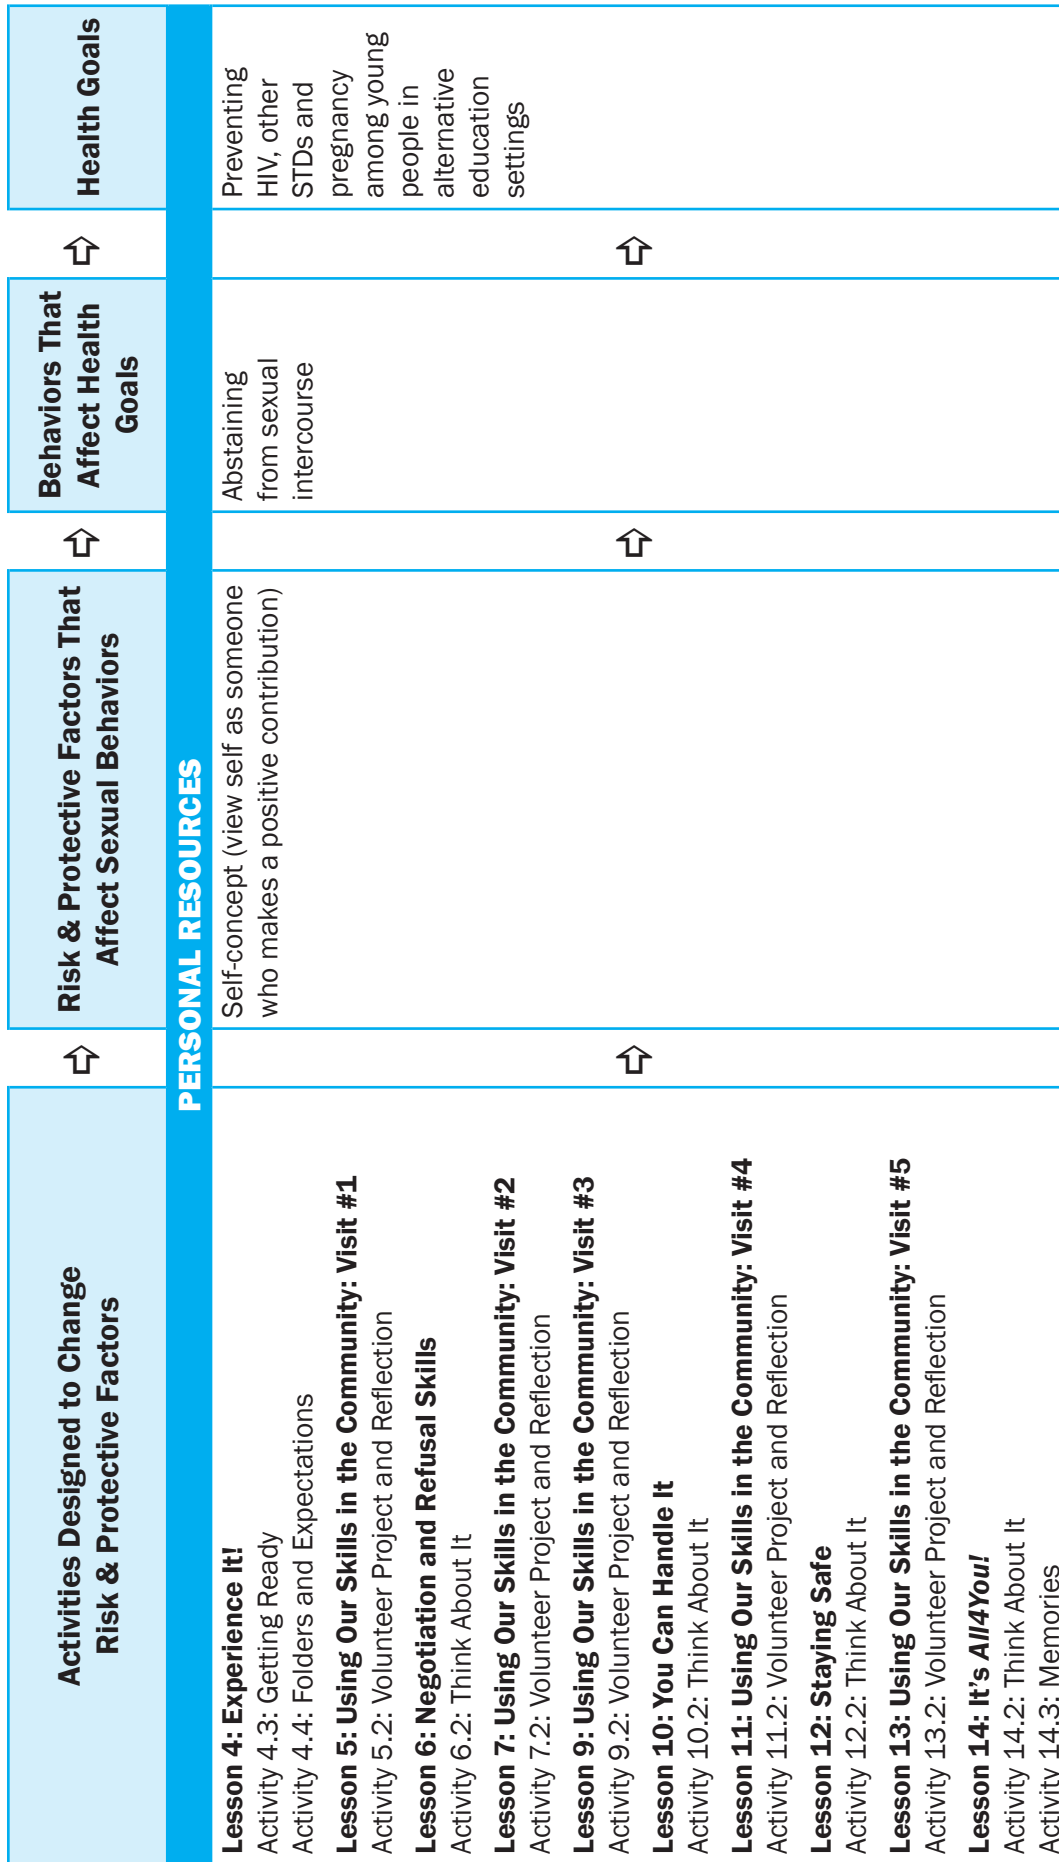 Activities Designed to Change
Risk & Protective Factors
Risk & Protective Factors That
Affect Sexual Behaviors
Behaviors That
Affect Health
Goals
Health Goals
PERSONAL RESOURCES
Lesson 4: Experience It!
Activity 4.3: Getting Ready
Activity 4.4: Folders and Expectations
Lesson 5: Using Our Skills in the Community: Visit #1
Activity 5.2: Volunteer Project and Reflection
Lesson 6: Negotiation and Refusal Skills
Activity 6.2: Think About It
Lesson 7: Using Our Skills in the Community: Visit #2
Activity 7.2: Volunteer Project and Reflection
Lesson 9: Using Our Skills in the Community: Visit #3
Activity 9.2: Volunteer Project and Reflection
Lesson 10: You Can Handle It
Activity 10.2: Think About It
Lesson 11: Using Our Skills in the Community: Visit #4
Activity 11.2: Volunteer Project and Reflection
Lesson 12: Staying Safe
Activity 12.2: Think About It
Lesson 13: Using Our Skills in the Community: Visit #5
Activity 13.2: Volunteer Project and Reflection
Lesson 14: It's All4You!
Activity 14.2: Think About It
Activity 14.3: Memories
Self-concept (view self as someone
who makes a positive contribution)
Abstaining
from sexual
intercourse
Preventing
HIV, other
STDs and
pregnancy
among young
people in
alternative
education
settings